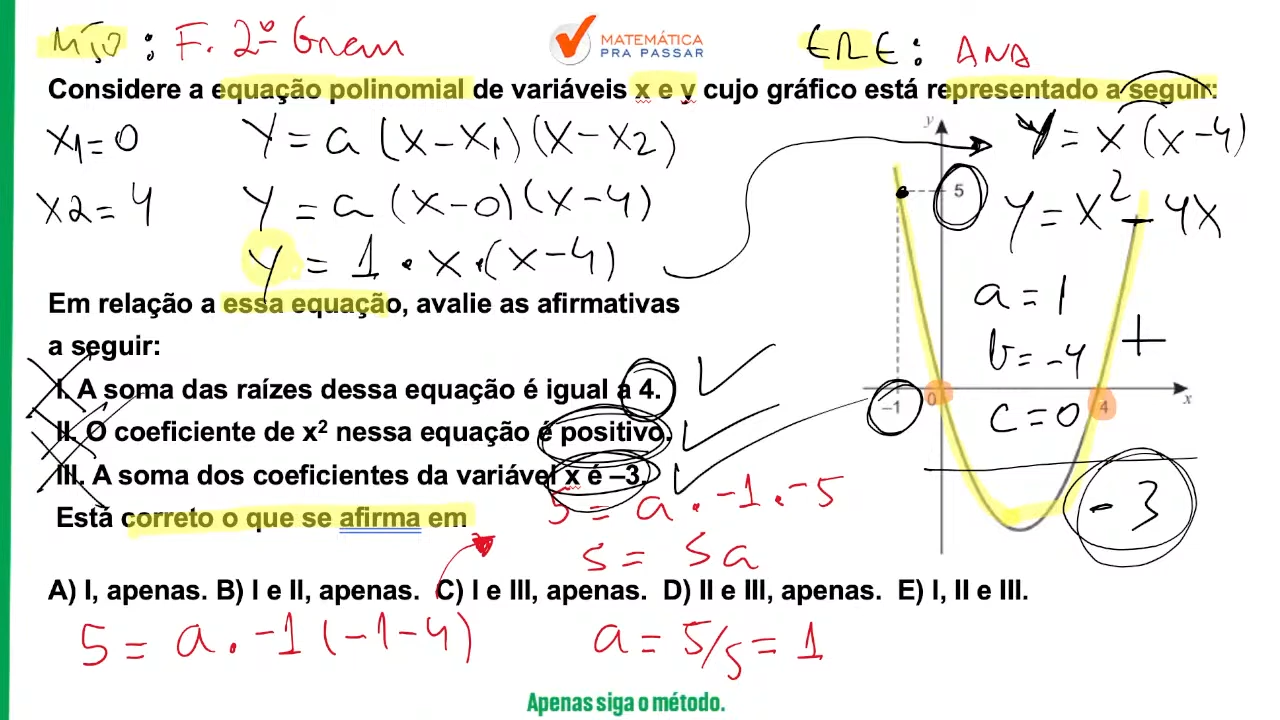 MÇO : F. 2º Grau
MATEMÁTICA
PRA PASSAR
ERE : ANA
Considere a equação polinomial de variáveis x e y cujo gráfico está representado a seguir:
x1=0
Y = a (x-x1)(x-x2)
Y = x (x-4)
x2=4
Y = a (x-0)(x-4)
Y = x² - 4x
Y = 1 . x . (x-4)
y
5
-1
0
4
x
a = 1
b = -4
c = 0
+
-3
Em relação a essa equação, avalie as afirmativas
a seguir:
I. A soma das raízes dessa equação é igual a 4.
II. O coeficiente de x² nessa equação é positivo.
III. A soma dos coeficientes da variável x é –3.
5 = a . -1 . -5
Está correto o que se afirma em
5 = 5a
A) I, apenas. B) I e II, apenas. C) I e III, apenas. D) II e III, apenas. E) I, II e III.
5 = a . -1 (-1-4)
a = 5/5 = 1
Apenas siga o método.